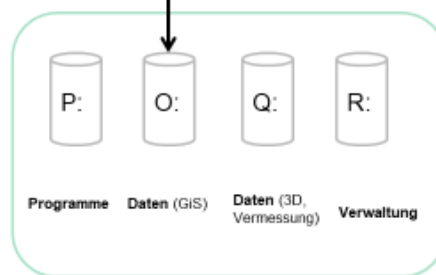 P: O: Q: R:
Programme Daten (GiS) Daten (3D, Vermessung) Verwaltung